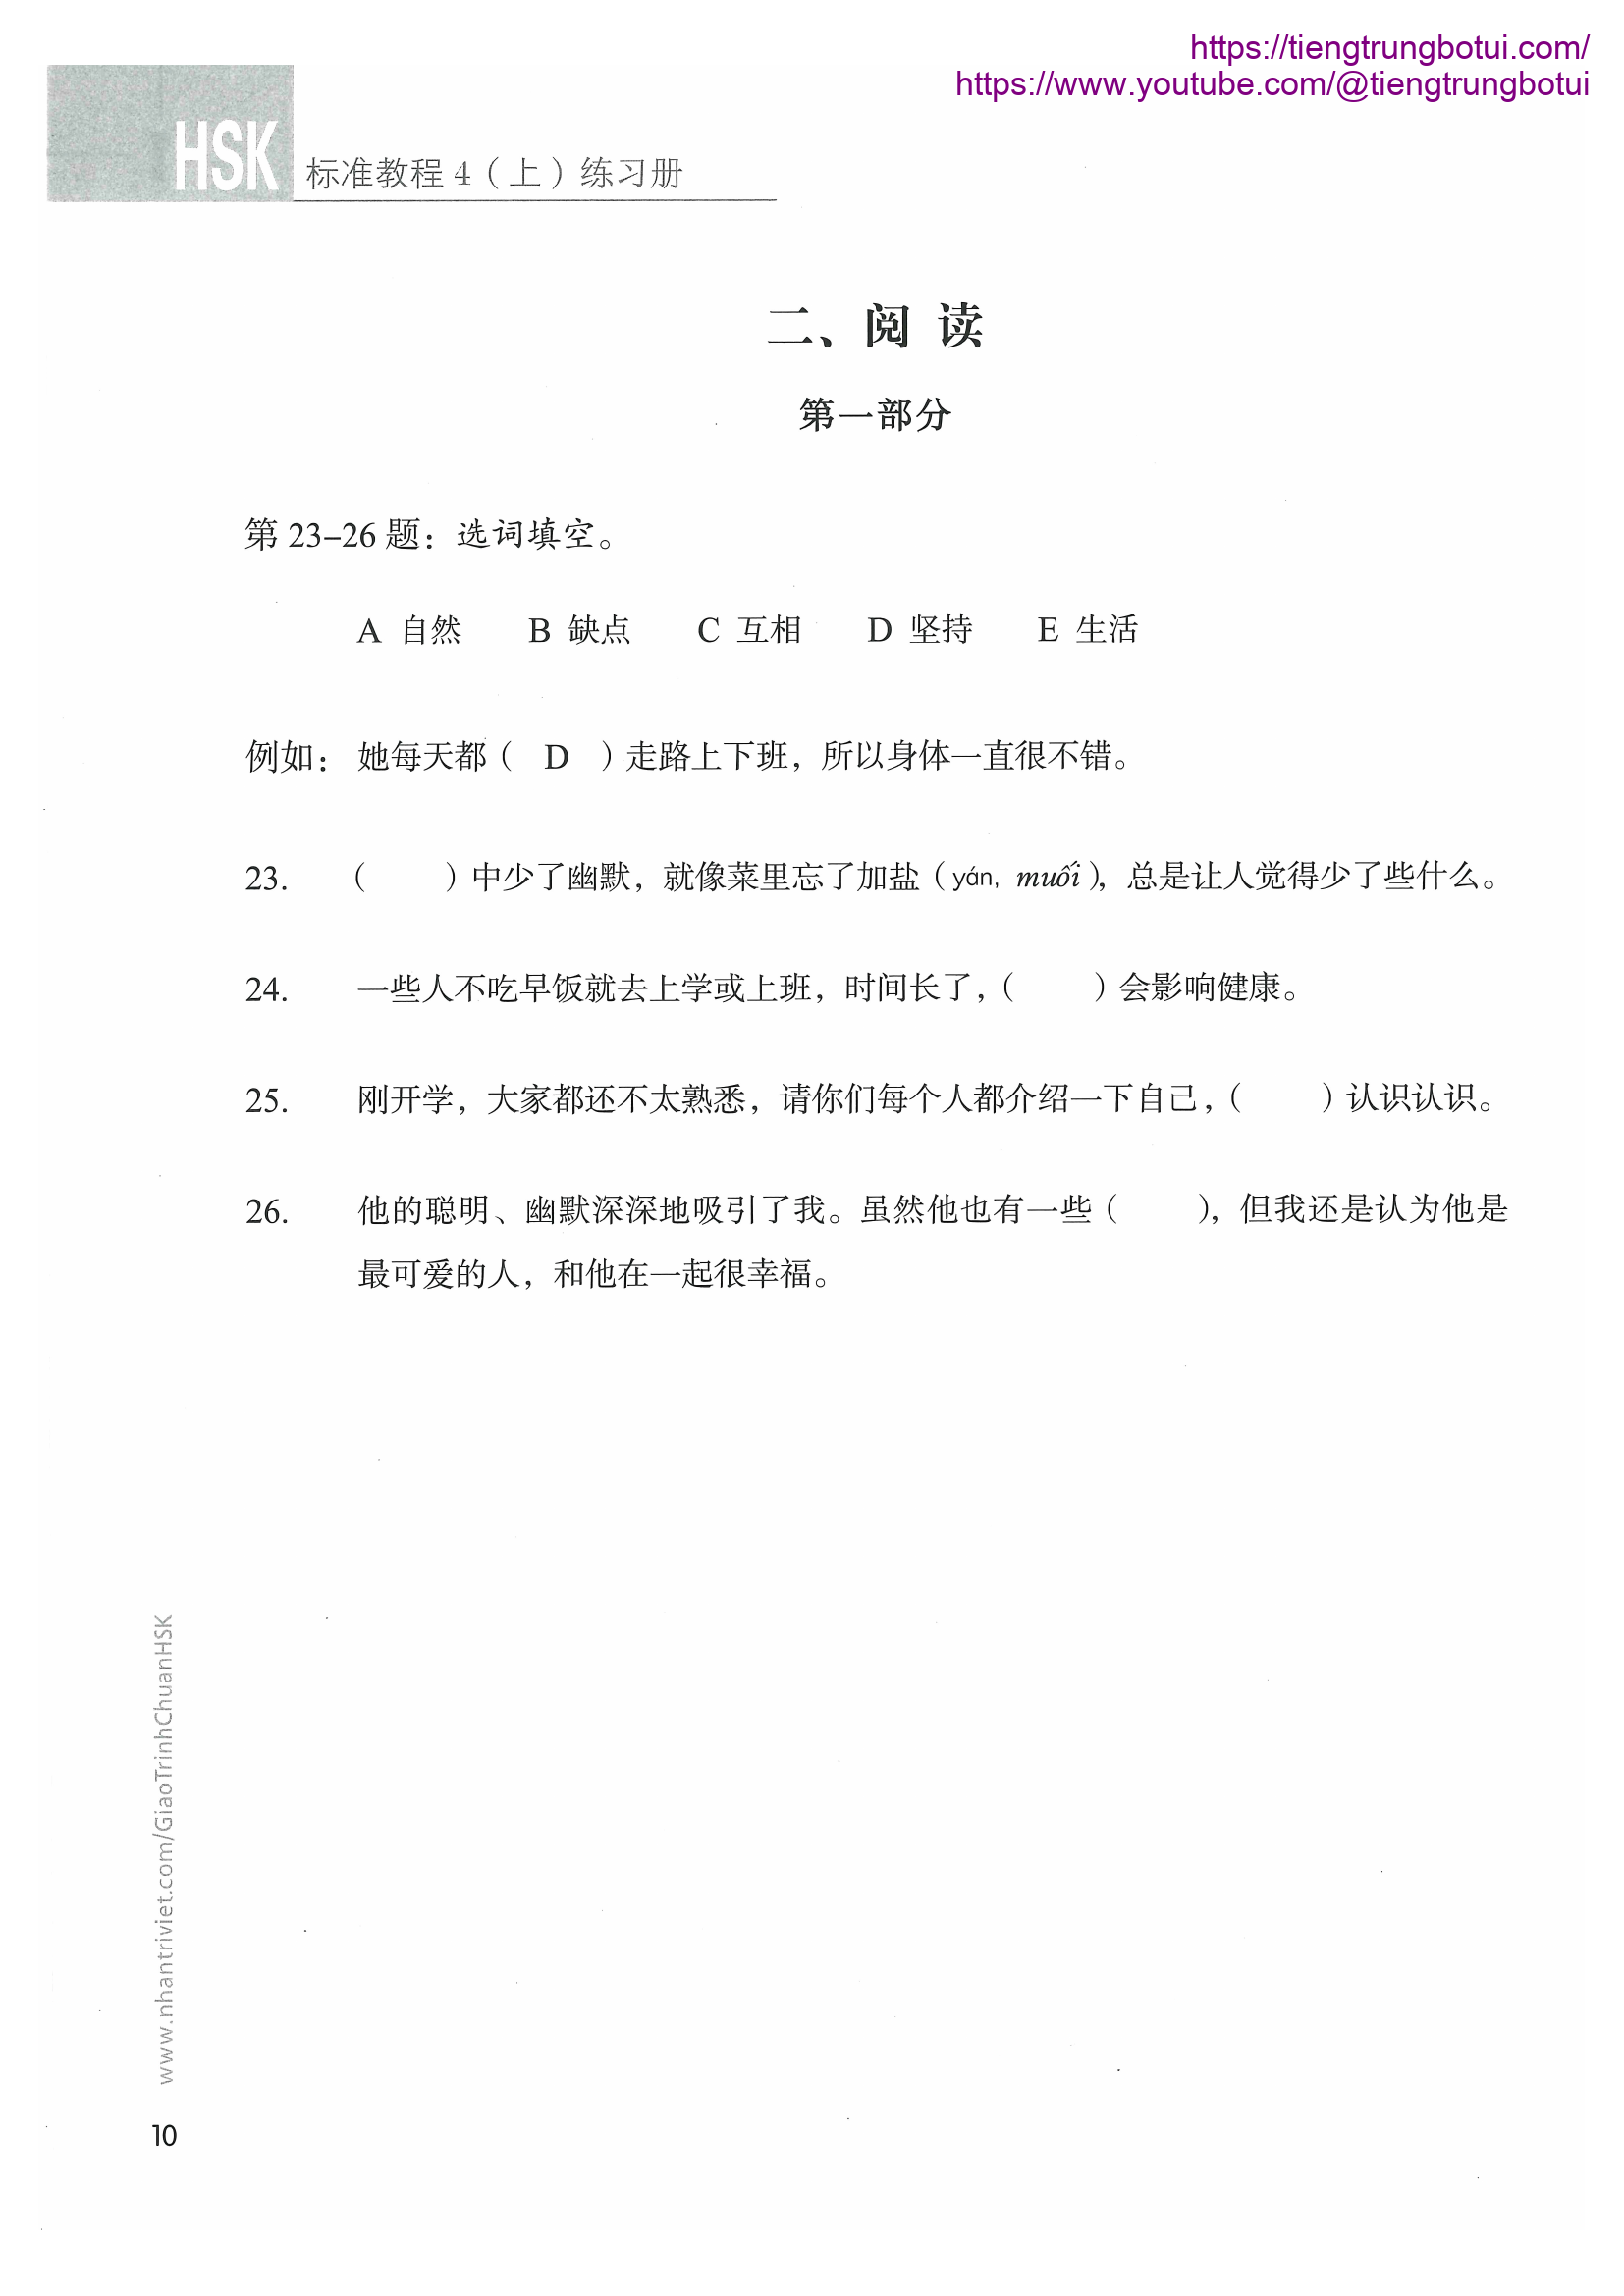 https://tiengtrungbotui.com/
https://www.youtube.com/@tiengtrungbotui
HSK 标准教程 4（上）练习册
二、阅 读
第一部分
第 23–26 题：选词填空。
A 自然 B 缺点 C 互相 D 坚持 E 生活
例如：她每天都（ D ）走路上下班，所以身体一直很不错。
23. （ ）中少了幽默，就像菜里忘了加盐（yán, muối），总是让人觉得少了些什么。
24. 一些人不吃早饭就去上学或上班，时间长了，（ ）会影响健康。
25. 刚开学，大家都还不太熟悉，请你们每个人都介绍一下自己，（ ）认识认识。
26. 他的聪明、幽默深深地吸引了我。虽然他也有一些（ ），但我还是认为他是
最可爱的人，和他在一起很幸福。
www.nhantriviet.com/GiaoTrinhChuanHSK
10